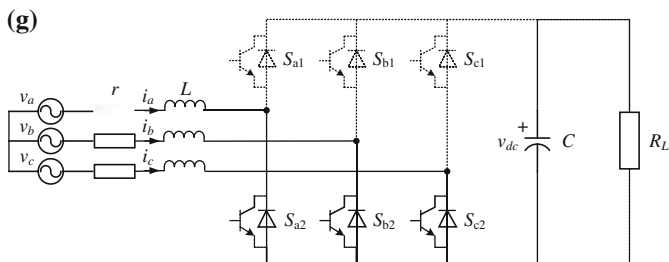 (g)
S_a1 S_b1 S_c1
r i_a L
v_a
v_b i_b
v_c i_c
+
v_dc C R_L
S_a2 S_b2 S_c2